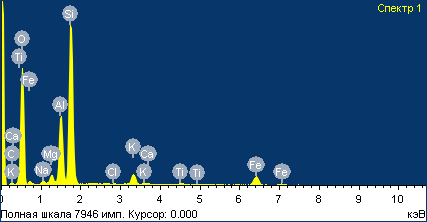 Спектр 1
Si
O
Ti
Fe
Al
Ca
C
K
Na
Mg
Cl
K
K
Ca
Ti
Ti
Fe
Fe
0 1 2 3 4 5 6 7 8 9 10
Полная шкала 7946 имп. Курсор: 0.000 кэВ